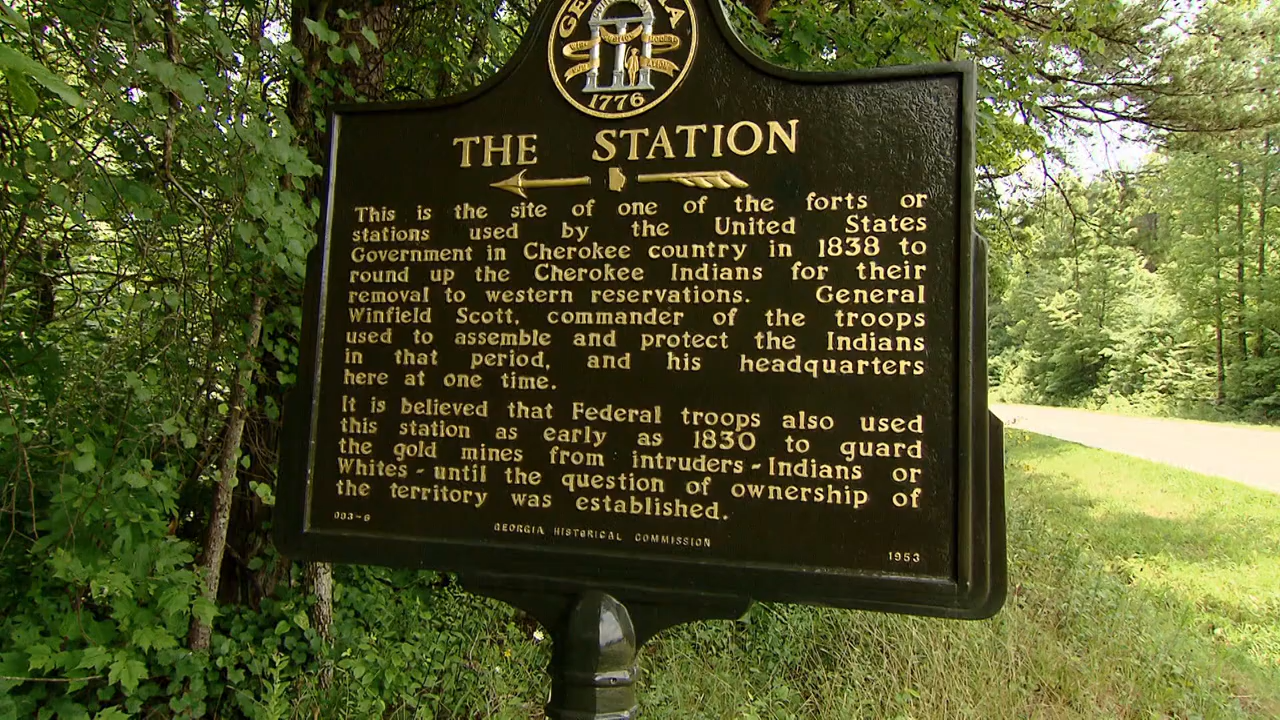 GE
1776
THE STATION
This is the site of one of the forts or
stations used by the United States
Government in Cherokee country in 1838 to
round up the Cherokee Indians for their
removal to western reservations. General
Winfield Scott, commander of the troops
used to assemble and protect the Indians
in that period, and his headquarters
here at one time.
It is believed that Federal troops also used
this station as early as 1830 to guard
the gold mines from intruders-Indians or
Whites-until the question of ownership of
the territory was established.
GEORGIA HISTORICAL COMMISSION
1953